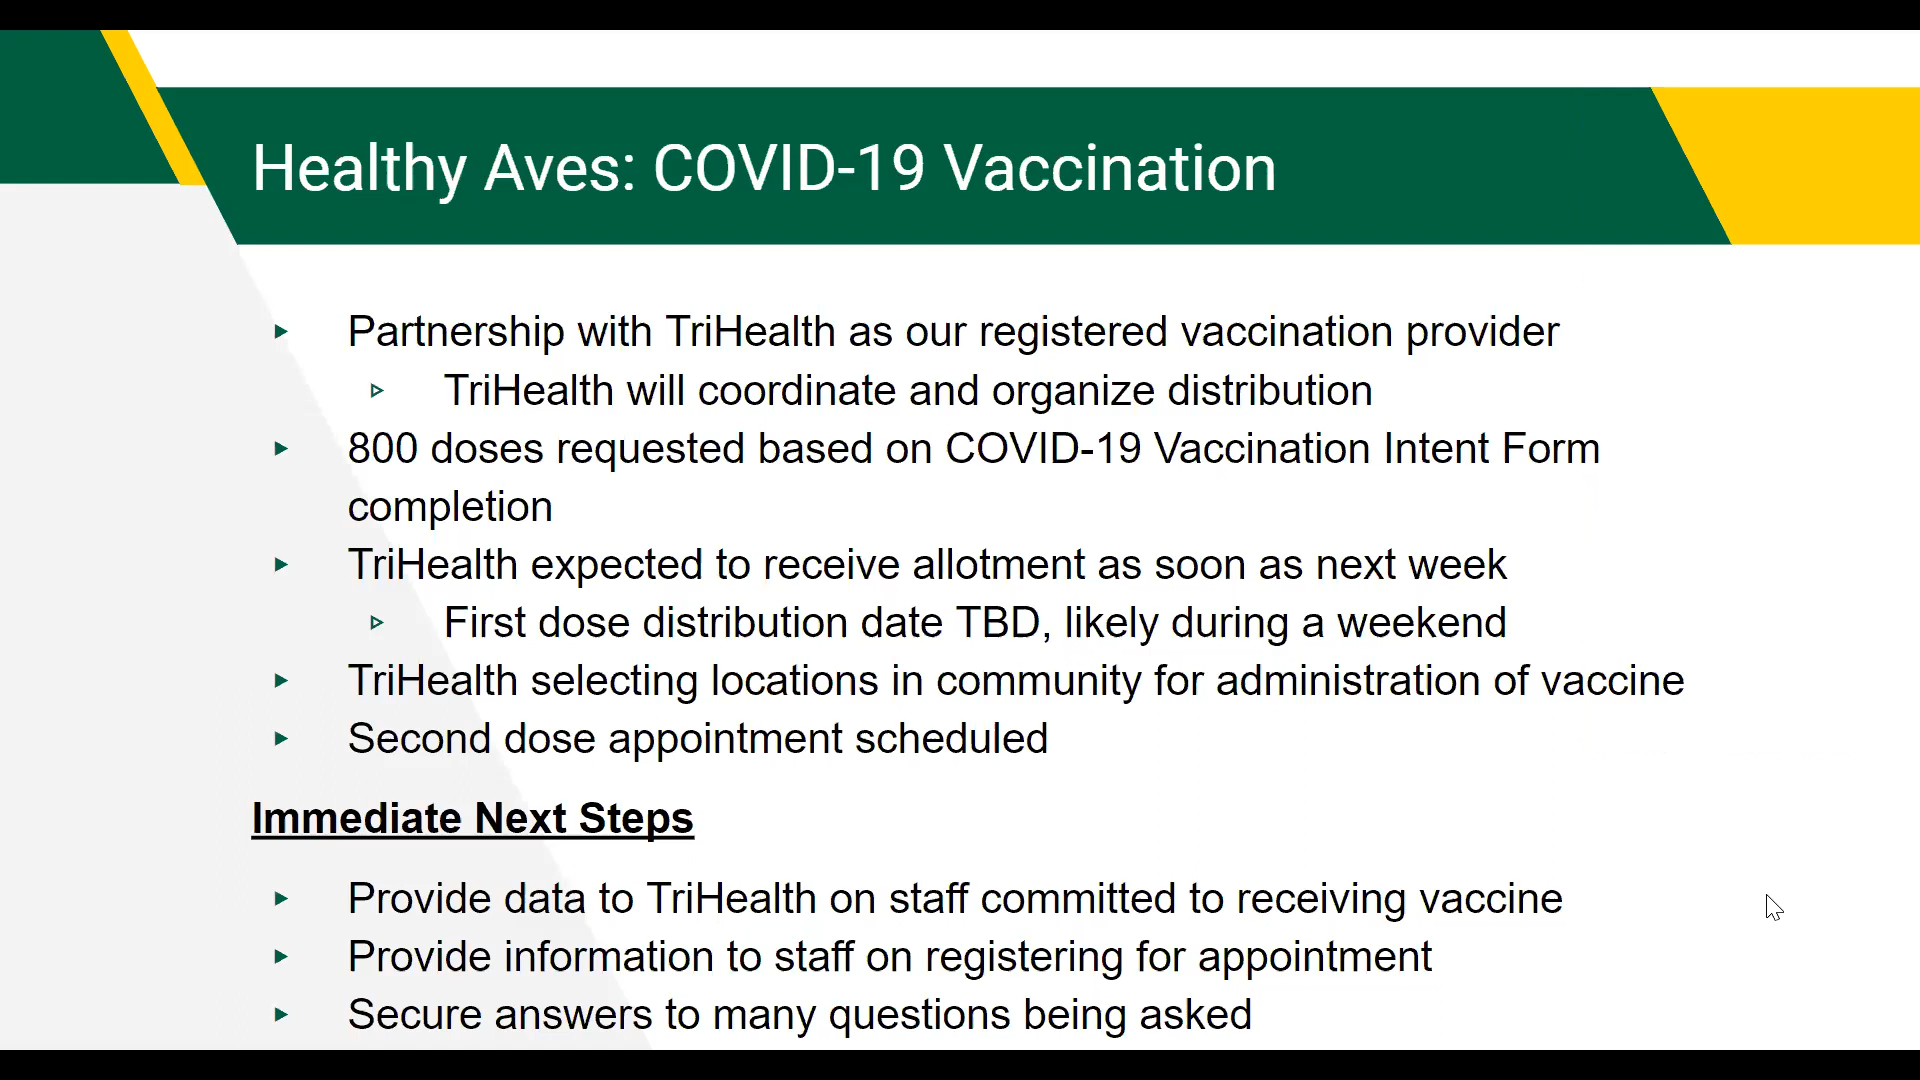 Healthy Aves: COVID-19 Vaccination
Partnership with TriHealth as our registered vaccination provider
TriHealth will coordinate and organize distribution
800 doses requested based on COVID-19 Vaccination Intent Form
completion
TriHealth expected to receive allotment as soon as next week
First dose distribution date TBD, likely during a weekend
TriHealth selecting locations in community for administration of vaccine
Second dose appointment scheduled
Immediate Next Steps
Provide data to TriHealth on staff committed to receiving vaccine
Provide information to staff on registering for appointment
Secure answers to many questions being asked